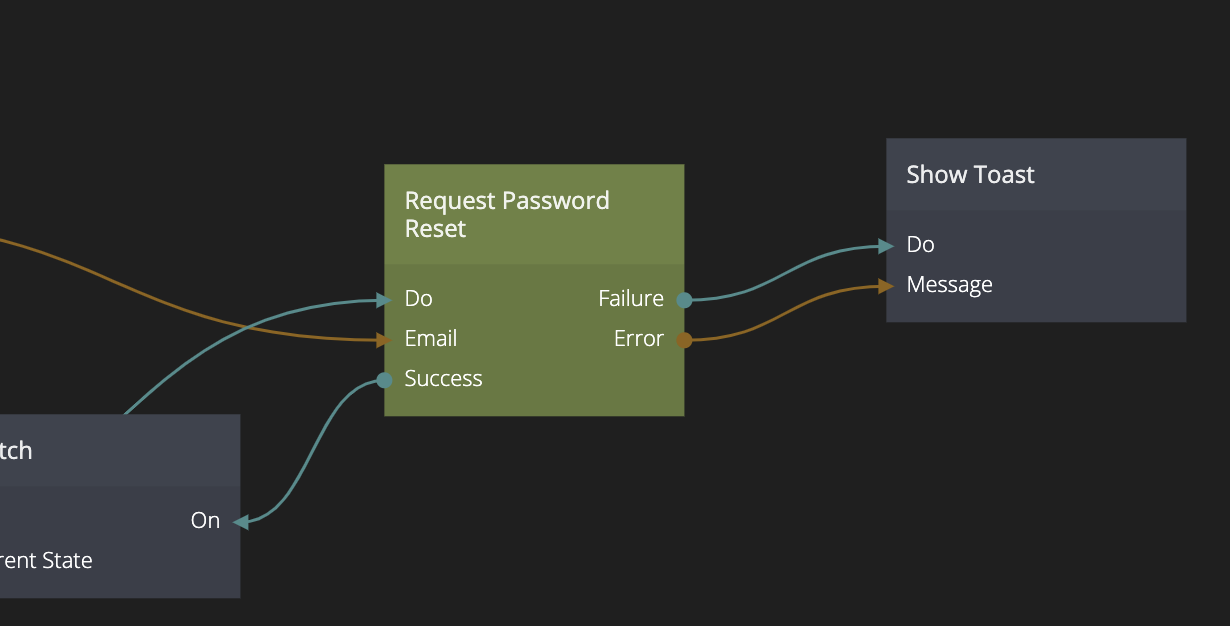 Show Toast
Request Password
Reset
Do
Message
Do
Failure
Email
Error
Success
tch
On
rent State